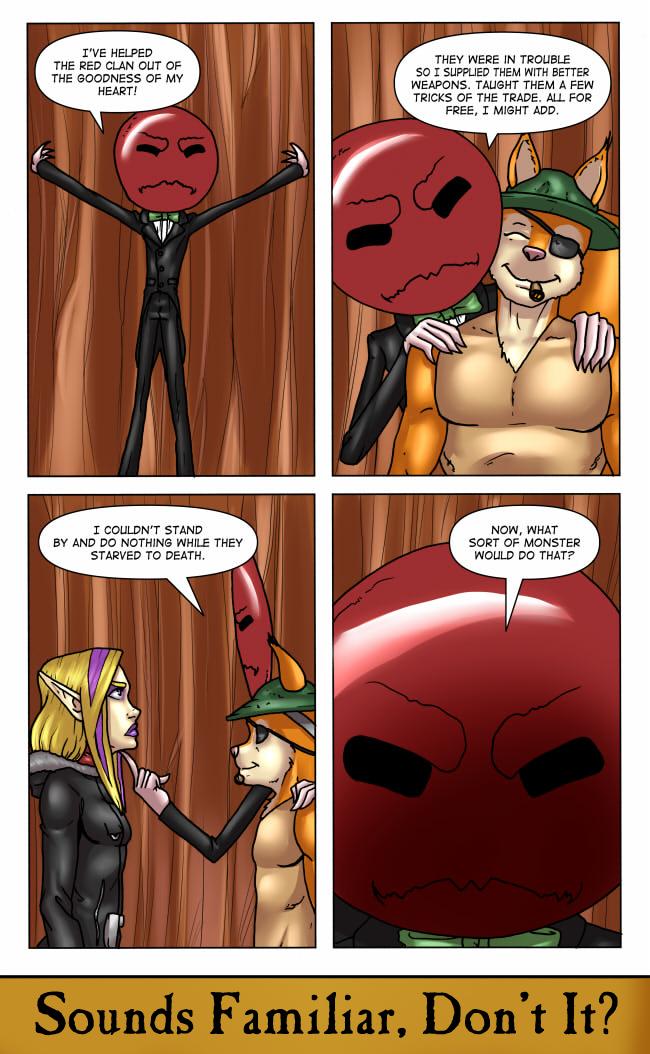 I'VE HELPED
THE RED CLAN OUT OF
THE GOODNESS OF MY
HEART!
THEY WERE IN TROUBLE
SO I SUPPLIED THEM WITH BETTER
WEAPONS. TAUGHT THEM A FEW
TRICKS OF THE TRADE. ALL FOR
FREE, I MIGHT ADD.
I COULDN'T STAND
BY AND DO NOTHING WHILE THEY
STARVED TO DEATH.
NOW, WHAT
SORT OF MONSTER
WOULD DO THAT?
Sounds Familiar, Don't It?